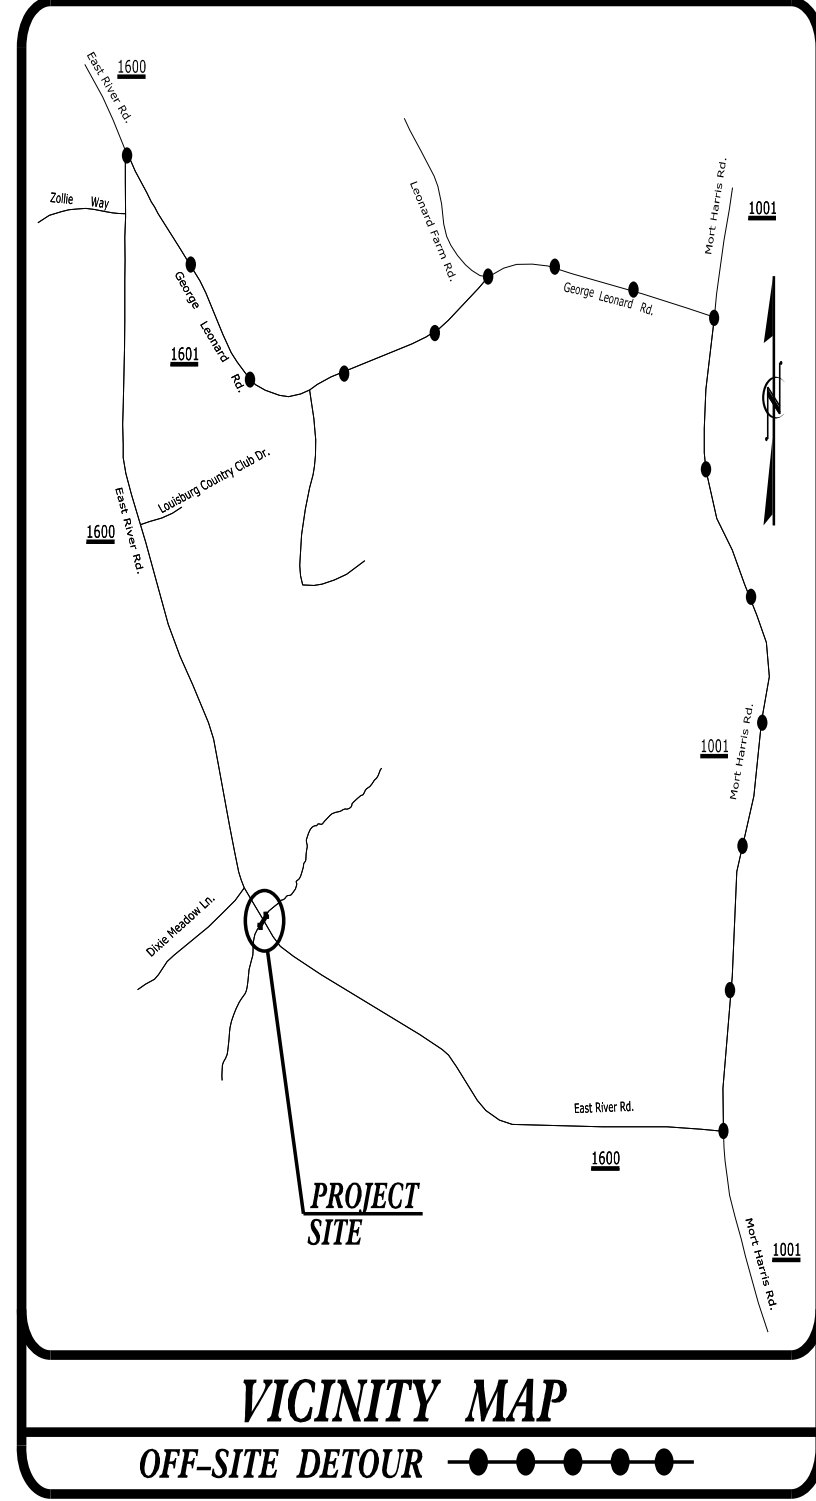 1600
East River Rd.
Mort Harris Rd.
Leonard Farm Rd.
Zollie Way
1001
George Leonard Rd.
George Leonard Rd.
1601
N
Louisburg Country Club Dr.
East River Rd.
1600
Mort Harris Rd.
1001
Dixie Meadow Ln.
East River Rd.
1600
PROJECT
SITE
Mort Harris Rd.
1001
VICINITY MAP
OFF-SITE DETOUR